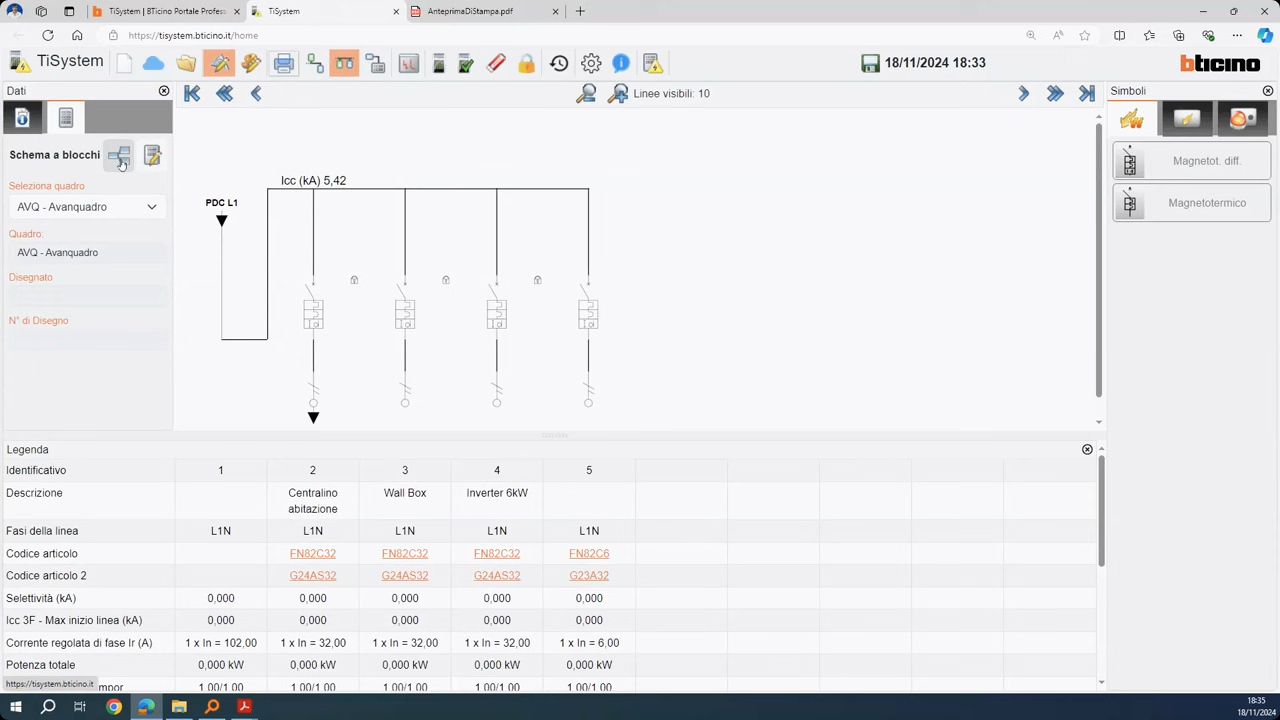 TiSystem | BTicino Portale Profess
TiSystem
AnteprimaDiStampa.pdf
https://tisystem.bticino.it/home
TiSystem
18/11/2024 18:33
bticino
Dati
Linee visibili: 10
Simboli
Schema a blocchi
Seleziona quadro
AVQ - Avanquadro
Quadro:
AVQ - Avanquadro
Disegnato
N° di Disegno
Icc (kA) 5,42
PDC L1
Magnetot. diff.
Magnetotermico
Legenda
Identificativo 1 2 3 4 5
Descrizione Centralino abitazione Wall Box Inverter 6kW
Fasi della linea L1N L1N L1N L1N L1N
Codice articolo FN82C32 FN82C32 FN82C32 FN82C6
Codice articolo 2 G24AS32 G24AS32 G24AS32 G23A32
Selettività (kA) 0,000 0,000 0,000 0,000 0,000
Icc 3F - Max inizio linea (kA) 0,000 0,000 0,000 0,000 0,000
Corrente regolata di fase Ir (A) 1 x In = 102,00 1 x In = 32,00 1 x In = 32,00 1 x In = 32,00 1 x In = 6,00
Potenza totale 0,000 kW 0,000 kW 0,000 kW 0,000 kW 0,000 kW
https://tisystem.bticino.it
mpor 1,00/1,00 1,00/1,00 1,00/1,00 1,00/1,00 1,00/1,00
18:35
18/11/2024